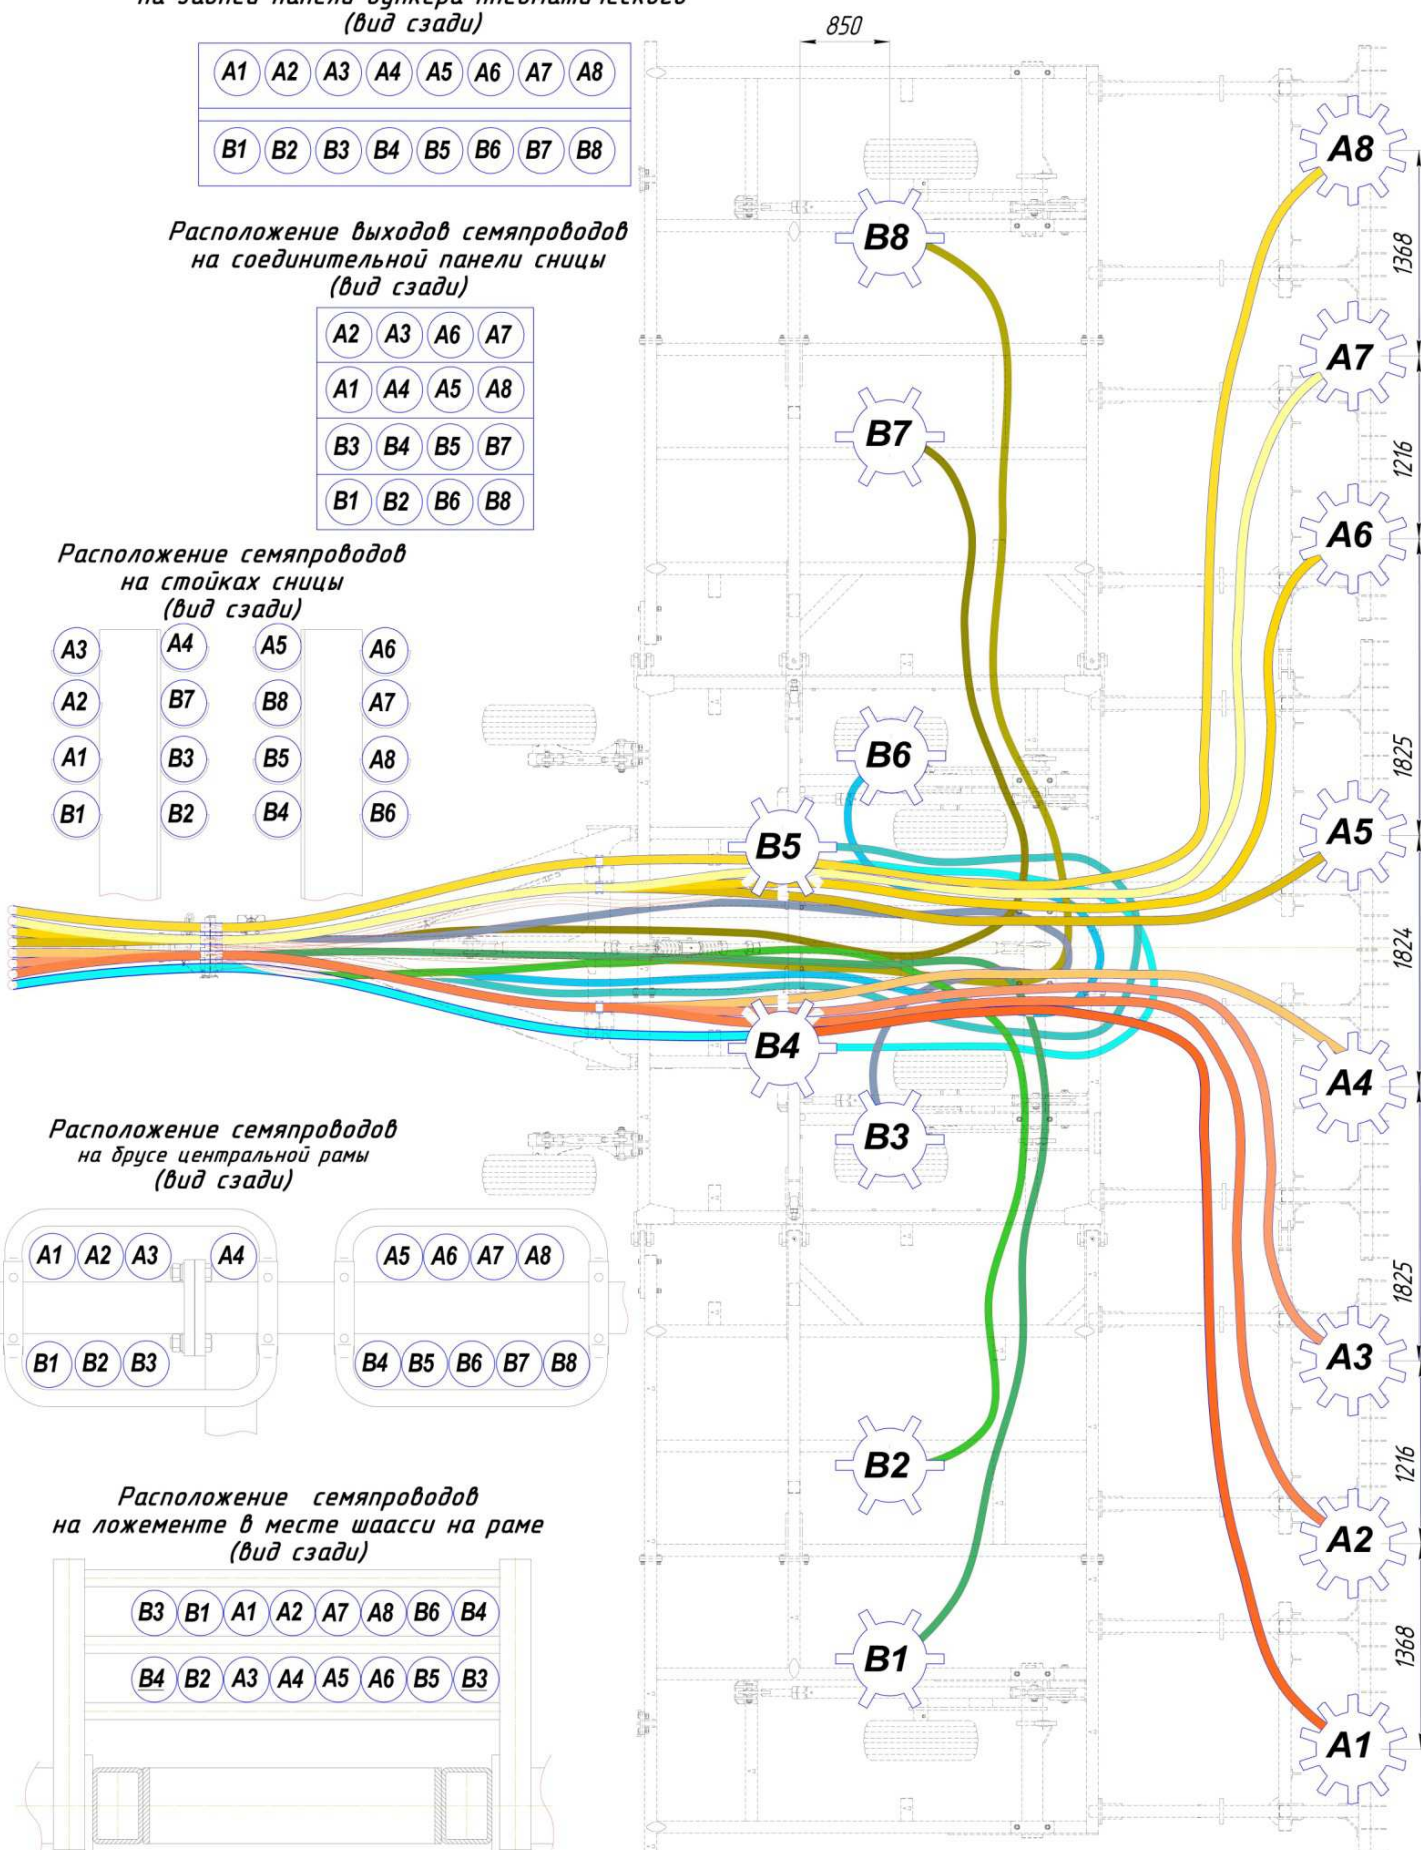 на задней панели бункера пневматического
(вид сзади)
A1 A2 A3 A4 A5 A6 A7 A8
B1 B2 B3 B4 B5 B6 B7 B8
Расположение выходов семяпроводов
на соединительной панели сницы
(вид сзади)
A2 A3 A6 A7
A1 A4 A5 A8
B3 B4 B5 B7
B1 B2 B6 B8
Расположение семяпроводов
на стойках сницы
(вид сзади)
A3 A4 A5 A6
A2 B7 B8 A7
A1 B3 B5 A8
B1 B2 B4 B6
Расположение семяпроводов
на брусе центральной рамы
(вид сзади)
A1 A2 A3 A4 A5 A6 A7 A8
B1 B2 B3 B4 B5 B6 B7 B8
Расположение семяпроводов
на ложементе в месте шаасси на раме
(вид сзади)
B3 B1 A1 A2 A7 A8 B6 B4
B4 B2 A3 A4 A5 A6 B5 B3
850
B8
B7
B6
B5
B4
B3
B2
B1
A8
1368
A7
1216
A6
1825
A5
1824
A4
1825
A3
1216
A2
1368
A1